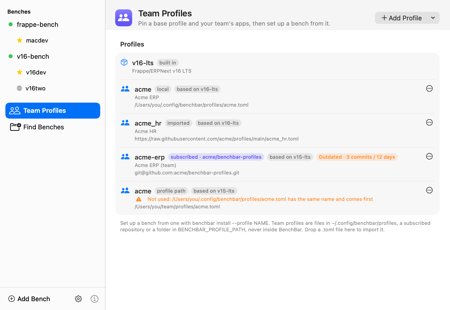 Benches
frappe-bench
macdev
v16-bench
v16dev
v16two
Team Profiles
Find Benches
Add Bench
Team Profiles
Pin a base profile and your team's apps, then set up a bench from it.
Add Profile
Profiles
v16-lts built in
Frappe/ERPNext v16 LTS
acme local based on v16-lts
Acme ERP
/Users/you/.config/benchbar/profiles/acme.toml
acme_hr imported based on v16-lts
Acme HR
https://raw.githubusercontent.com/acme/profiles/main/acme_hr.toml
acme-erp subscribed · acme/benchbar-profiles based on v16-lts Outdated · 3 commits / 12 days
Acme ERP (team)
git@github.com:acme/benchbar-profiles.git
acme profile path based on v16-lts
Not used: /Users/you/.config/benchbar/profiles/acme.toml has the same name and comes first
/Users/you/team/profiles/acme.toml
Set up a bench from one with benchbar install --profile NAME. Team profiles are files in ~/.config/benchbar/profiles, a subscribed
repository or a folder in BENCHBAR_PROFILE_PATH, never inside BenchBar. Drop a .toml file here to import it.